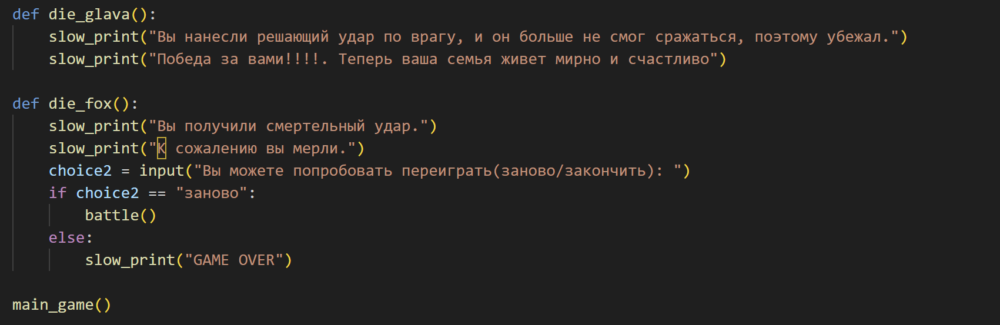 def die_glava():
    slow_print("Вы нанесли решающий удар по врагу, и он больше не смог сражаться, поэтому убежал.")
    slow_print("Победа за вами!!!!. Теперь ваша семья живет мирно и счастливо")
def die_fox():
    slow_print("Вы получили смертельный удар.")
    slow_print("К сожалению вы мерли.")
    choice2 = input("Вы можете попробовать переиграть(заново/закончить): ")
    if choice2 == "заново":
        battle()
    else:
        slow_print("GAME OVER")
main_game()